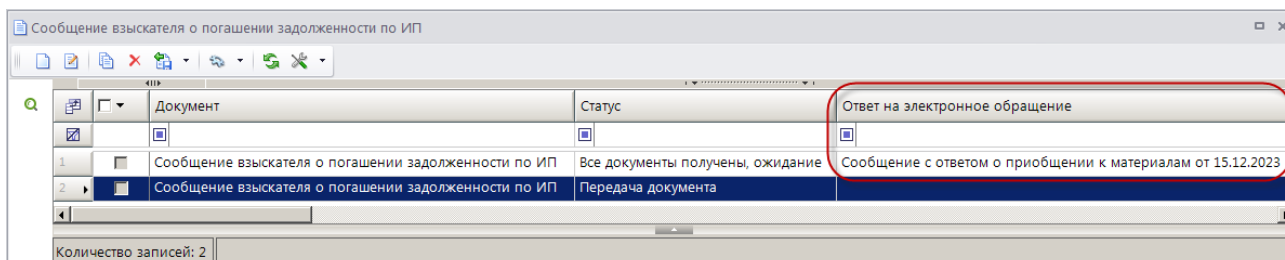 Сообщение взыскателя о погашении задолженности по ИП
Документ Статус Ответ на электронное обращение
1 Сообщение взыскателя о погашении задолженности по ИП Все документы получены, ожидание Сообщение с ответом о приобщении к материалам от 15.12.2023
2 Сообщение взыскателя о погашении задолженности по ИП Передача документа
Количество записей: 2